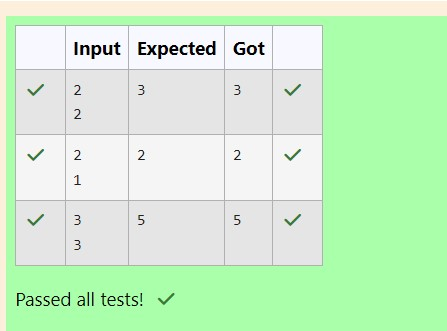 Input Expected Got
2 3 3
2
2 2 2
1
3 5 5
3
Passed all tests!